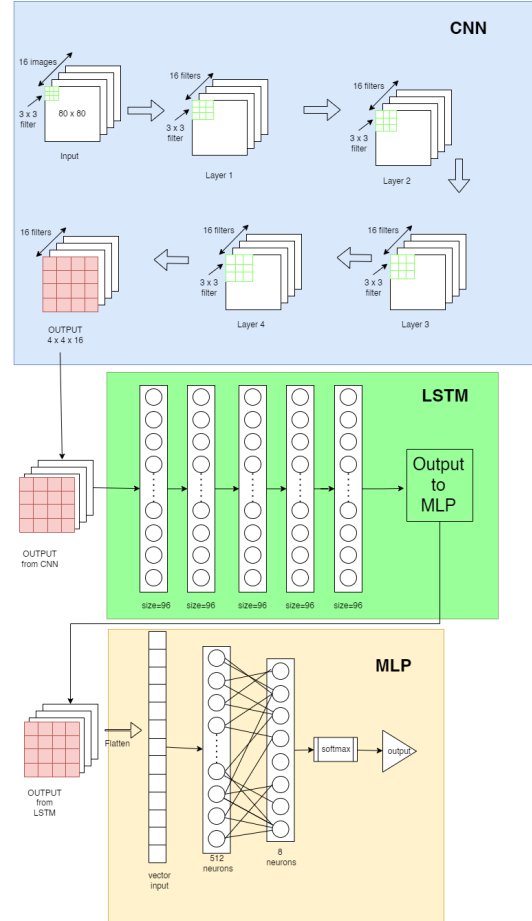 CNN
16 images
3 x 3
filter
80 x 80
Input
16 filters
3 x 3
filter
Layer 1
16 filters
3 x 3
filter
Layer 2
16 filters
OUTPUT
4 x 4 x 16
16 filters
3 x 3
filter
Layer 4
16 filters
3 x 3
filter
Layer 3
LSTM
OUTPUT
from CNN
size=96
size=96
size=96
size=96
size=96
Output
to
MLP
MLP
OUTPUT
from
LSTM
Flatten
vector
input
512
neurons
8
neurons
softmax
output